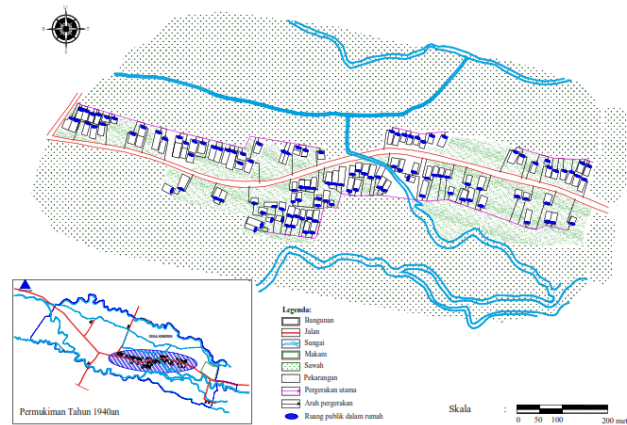 U
B
T
S
Permukiman Tahun 1940an
Legenda:
Bangunan
Jalan
Sungai
Makam
Sawah
Pekarangan
Pergerakan utama
Arah pergerakan
Ruang publik dalam rumah
Skala :
0 50 100 200 met